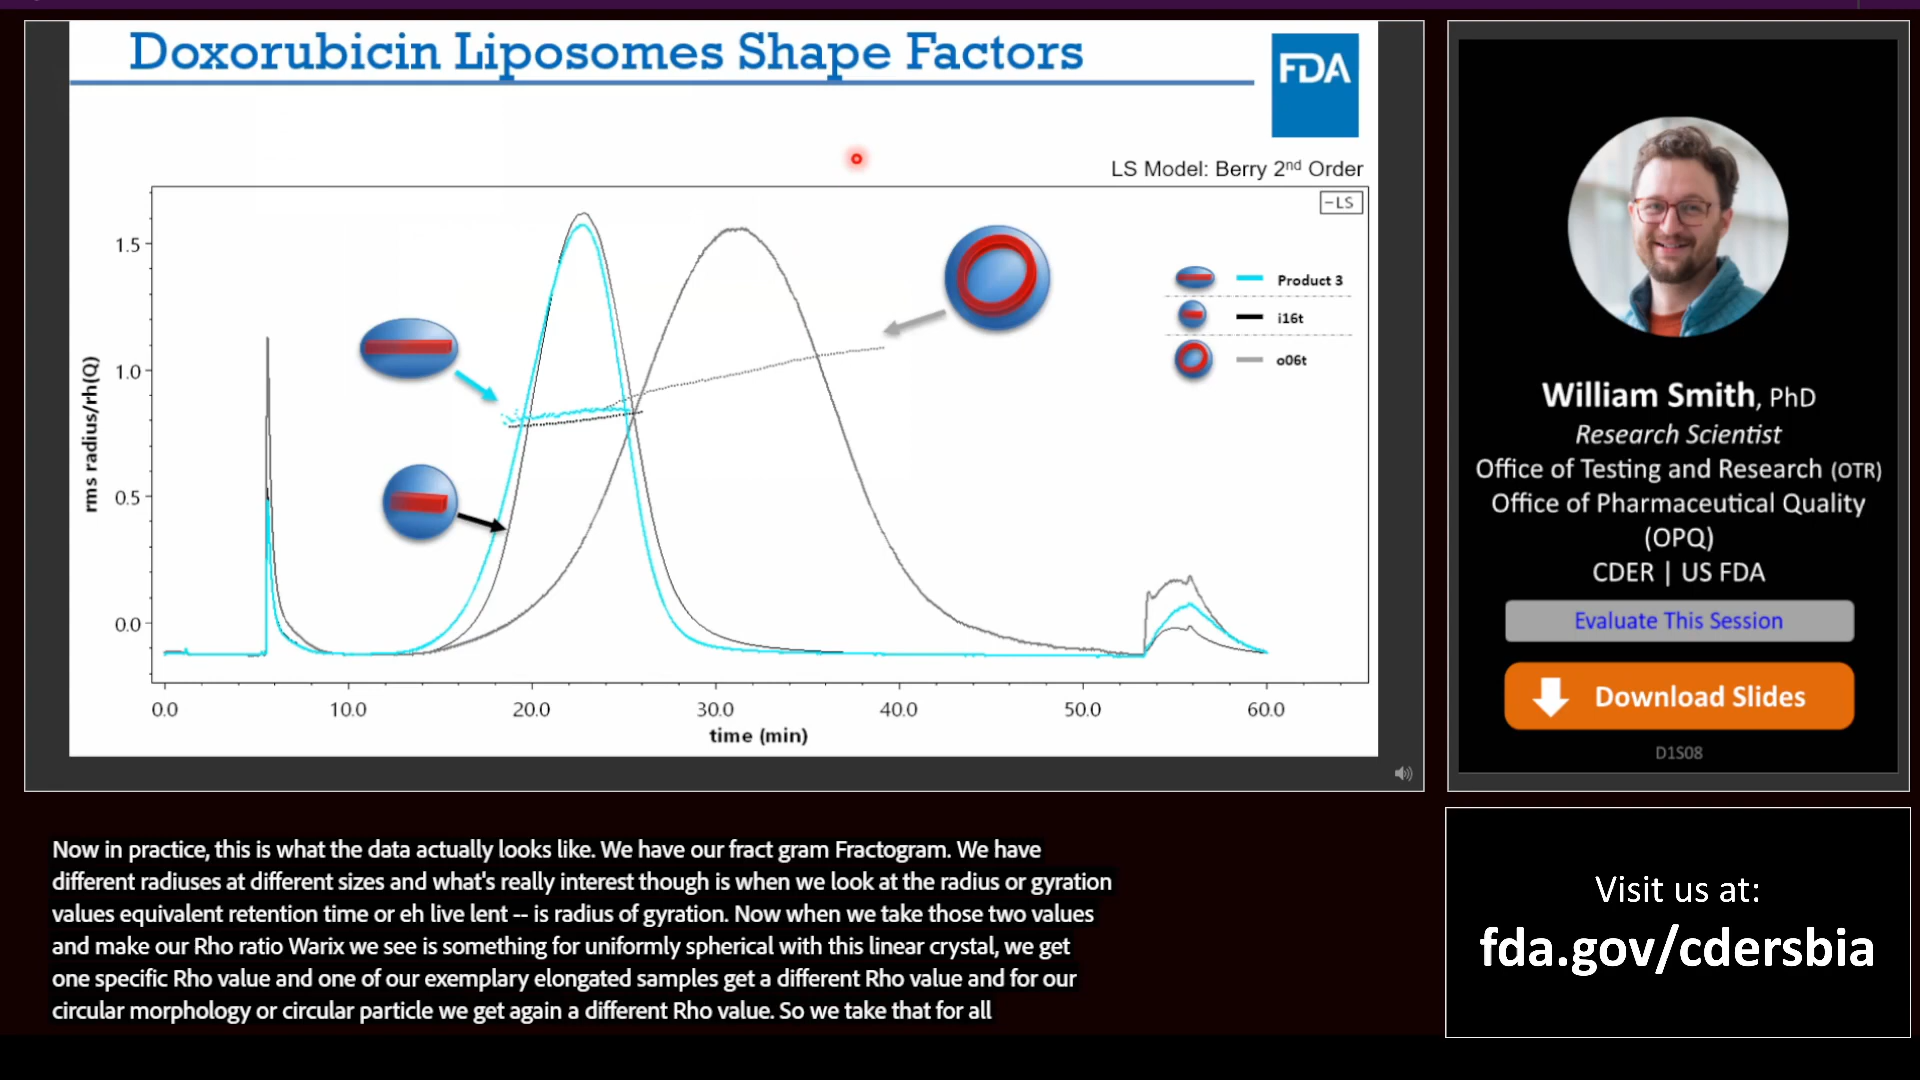 Doxorubicin Liposomes Shape Factors
FDA
LS Model: Berry 2nd Order
LS
1.5
1.0
0.5
0.0
rms radius/rh(Q)
Product 3
i16t
o06t
0.0 10.0 20.0 30.0 40.0 50.0 60.0
time (min)
William Smith, PhD
Research Scientist
Office of Testing and Research (OTR)
Office of Pharmaceutical Quality
(OPQ)
CDER | US FDA
Evaluate This Session
Download Slides
D1S08
Now in practice, this is what the data actually looks like. We have our fract gram Fractogram. We have
different radiuses at different sizes and what's really interest though is when we look at the radius or gyration
values equivalent retention time or eh live lent -- is radius of gyration. Now when we take those two values
and make our Rho ratio Warix we see is something for uniformly spherical with this linear crystal, we get
one specific Rho value and one of our exemplary elongated samples get a different Rho value and for our
circular morphology or circular particle we get again a different Rho value. So we take that for all
Visit us at:
fda.gov/cdersbia